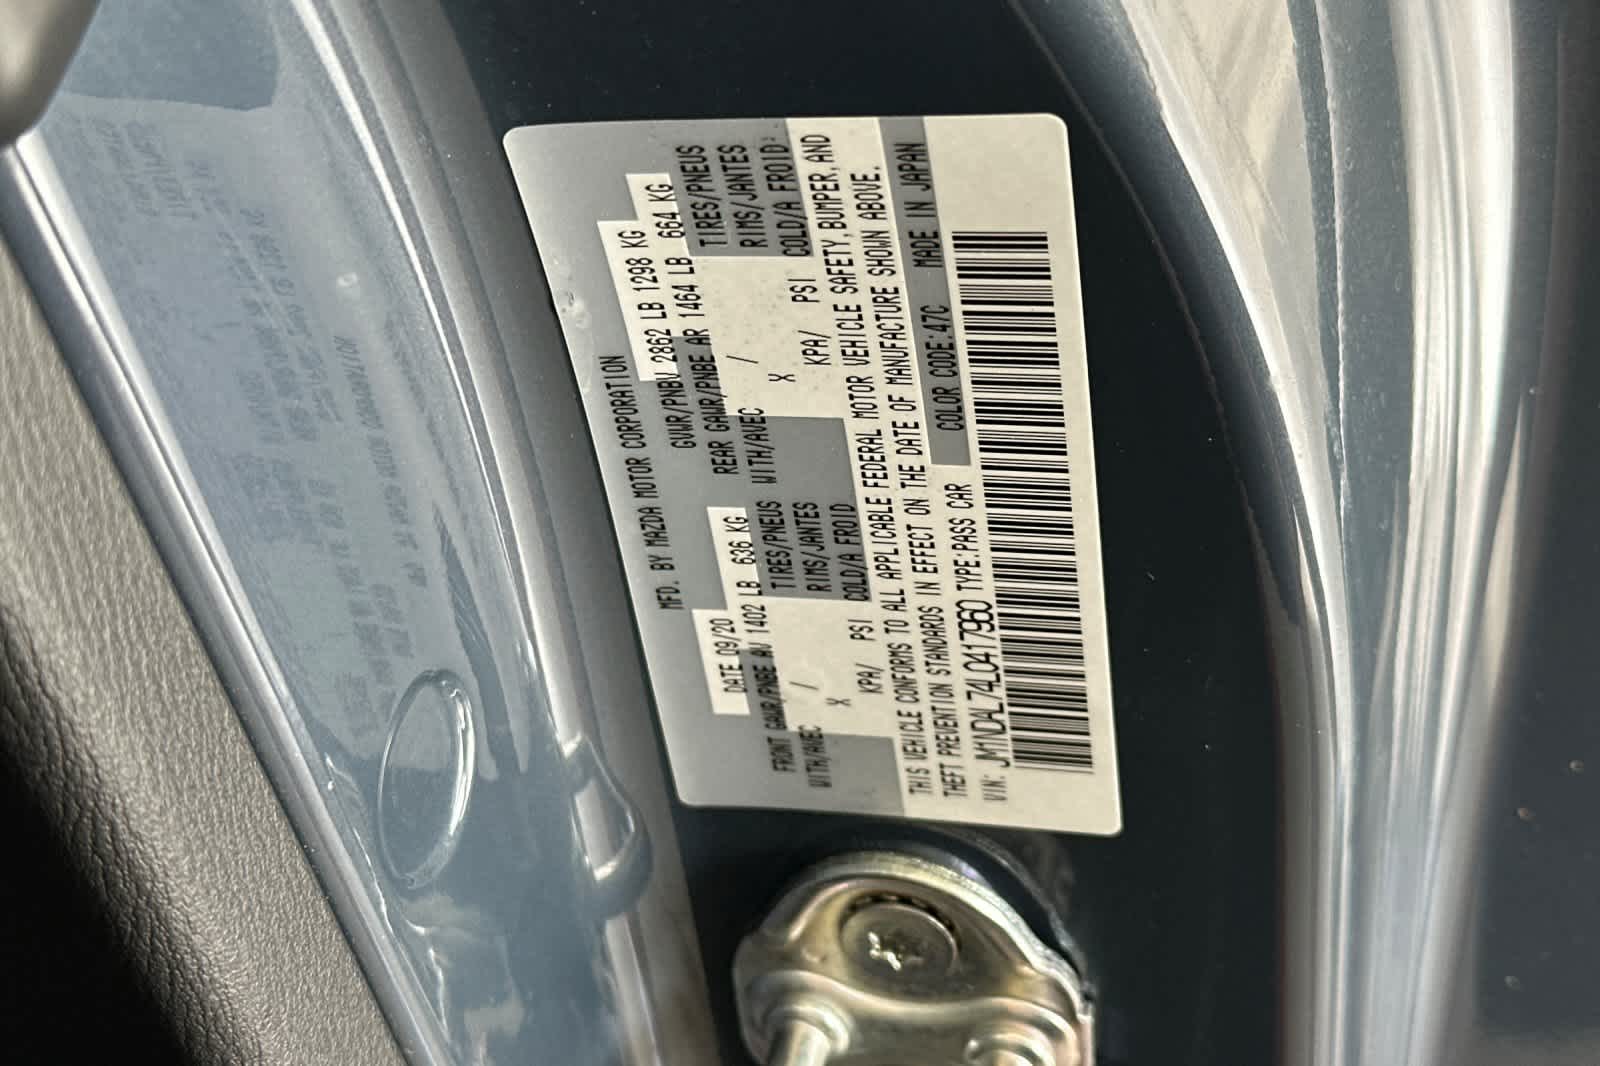 MFD. BY MAZDA MOTOR CORPORATION
DATE 09/20 GVWR/PNBV 2862 LB 1298 KG
FRONT GAWR/PNBE AV 1402 LB 636 KG REAR GAWR/PNBE AR 1464 LB 664 KG
WITH/AVEC / TIRES/PNEUS WITH/AVEC / TIRES/PNEUS
X RIMS/JANTES X RIMS/JANTES
KPA/ PSI COLD/A FROID KPA/ PSI COLD/A FROID
THIS VEHICLE CONFORMS TO ALL APPLICABLE FEDERAL MOTOR VEHICLE SAFETY, BUMPER, AND
THEFT PREVENTION STANDARDS IN EFFECT ON THE DATE OF MANUFACTURE SHOWN ABOVE.
VIN: JM1NDAL74L0417960 TYPE:PASS CAR COLOR CODE:47C MADE IN JAPAN